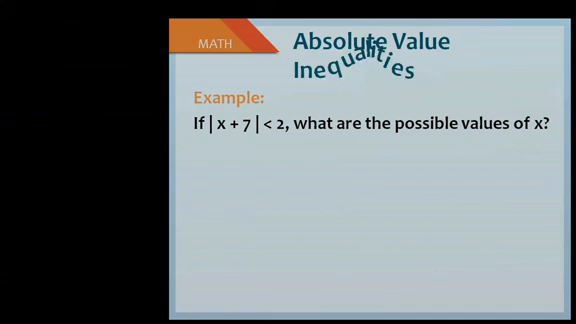 MATH
Absolute Value
Inequalities
Example:
If | x + 7 | < 2, what are the possible values of x?